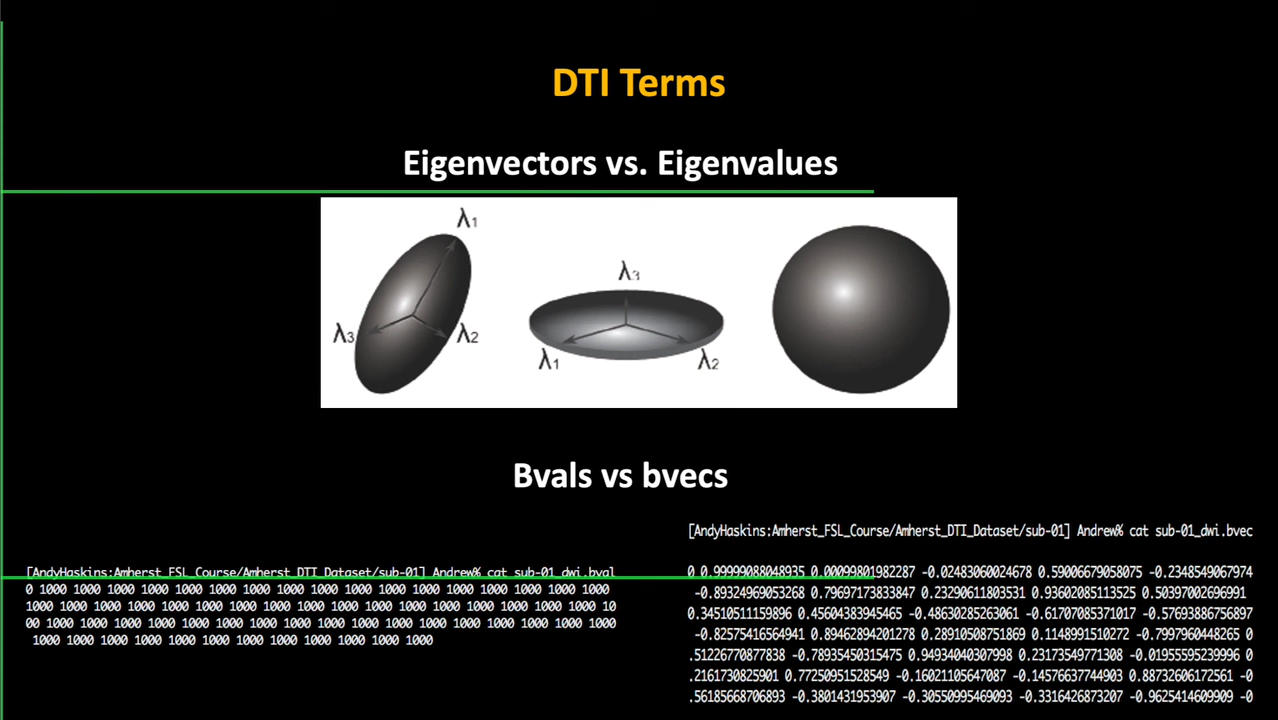 DTI Terms
Eigenvectors vs. Eigenvalues
λ1
λ3
λ2
λ3
λ1
λ2
Bvals vs bvecs
[AndyHaskins:Amherst_FSL_Course/Amherst_DTI_Dataset/sub-01] Andrew% cat sub-01_dwi.bval
0 1000 1000 1000 1000 1000 1000 1000 1000 1000 1000 1000 1000 1000 1000 1000 1000 1000
1000 1000 1000 1000 1000 1000 1000 1000 1000 1000 1000 1000 1000 1000 1000 1000 1000 10
00 1000 1000 1000 1000 1000 1000 1000 1000 1000 1000 1000 1000 1000 1000 1000 1000 1000
1000 1000 1000 1000 1000 1000 1000 1000 1000 1000 1000 1000
[AndyHaskins:Amherst_FSL_Course/Amherst_DTI_Dataset/sub-01] Andrew% cat sub-01_dwi.bvec
0 0.99999088048935 0.00099801982287 -0.02483060024678 0.59006679058075 -0.2348549067974
-0.89324969053268 0.79697173833847 0.23290611803531 0.93602085113525 0.50397002696991
0.34510511159896 0.45604383945465 -0.48630285263061 -0.61707085371017 -0.57693886756897
-0.82575416564941 0.89462894201278 0.28910508751869 0.1148991510272 -0.7997960448265 0
.51226770877838 -0.78935450315475 0.94934040307998 0.23173549771308 -0.01955595239996 0
.2161730825901 0.77250951528549 -0.16021105647087 -0.14576637744903 0.88732606172561 -0
.56185668706893 -0.3801431953907 -0.30550995469093 -0.3316426873207 -0.9625414609909 -0